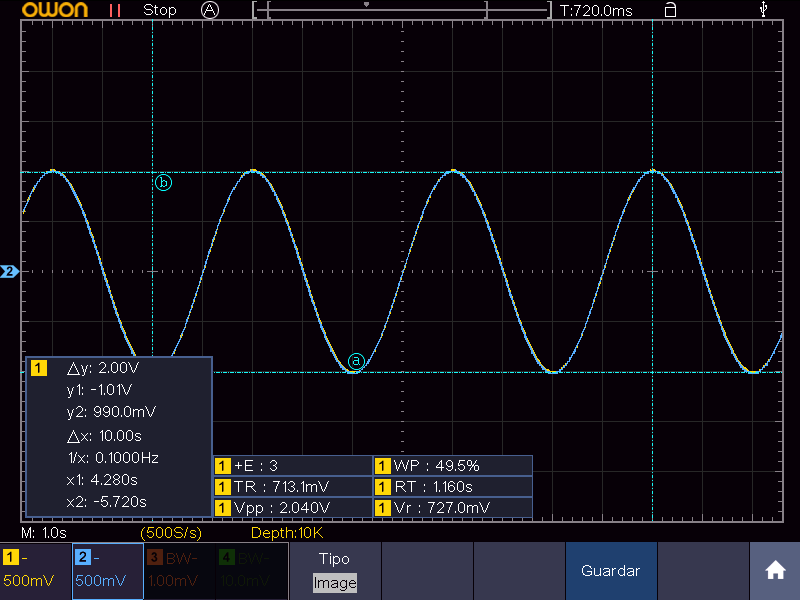 owon Stop A T:720.0ms
b
2
a
1 △y: 2.00V
y1: -1.01V
y2: 990.0mV
△x: 10.00s
1/x: 0.1000Hz
x1: 4.280s
x2: -5.720s
1 +E : 3 1 WP : 49.5%
1 TR : 713.1mV 1 RT : 1.160s
1 Vpp : 2.040V 1 Vr : 727.0mV
M: 1.0s (500S/s) Depth:10K
1 - 2 - 3 BW- 4 BW- Tipo
500mV 500mV 1.00mV 10.0mV Image
Guardar